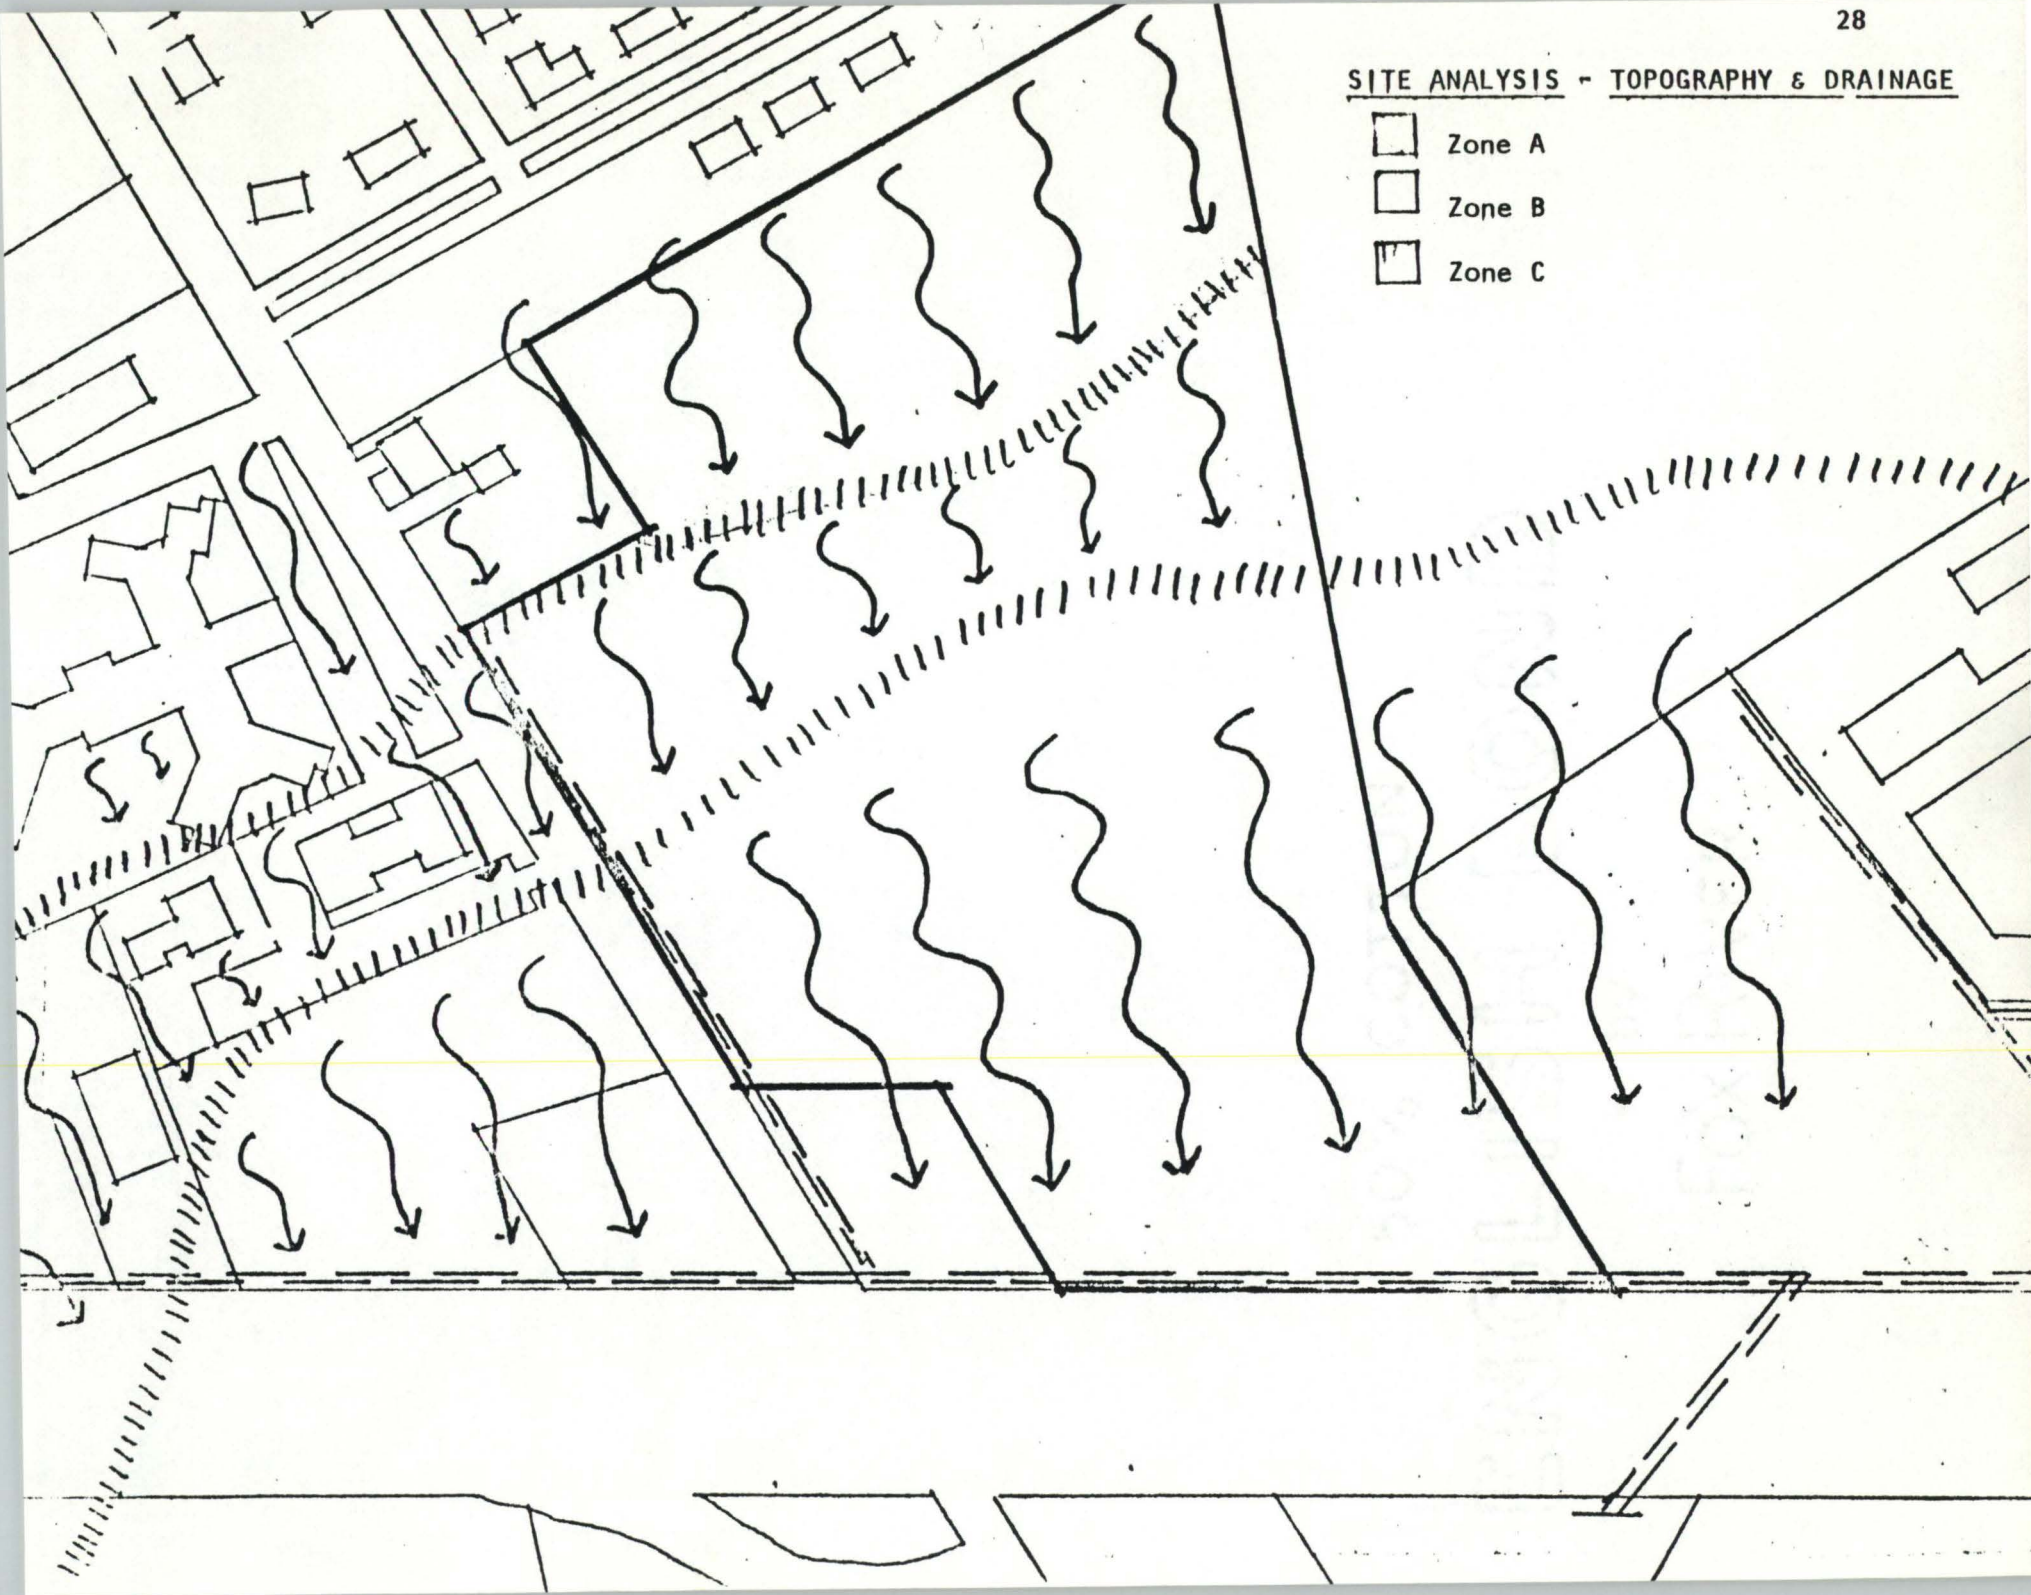 28
SITE ANALYSIS - TOPOGRAPHY & DRAINAGE
Zone A
Zone B
Zone C